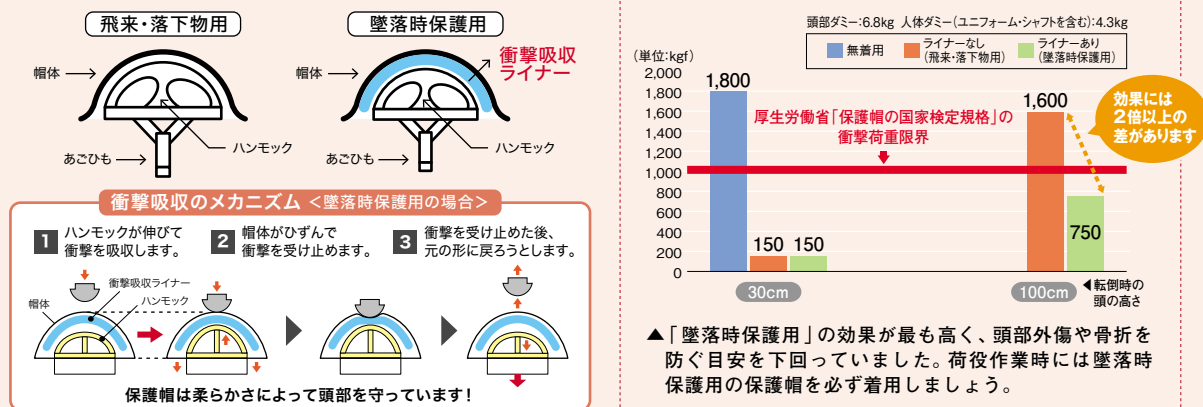 飛来・落下物用
墜落時保護用
帽体
衝撃吸収
ライナー
帽体
ハンモック
あごひも
ハンモック
あごひも
衝撃吸収のメカニズム <墜落時保護用の場合>
1 ハンモックが伸びて
衝撃を吸収します。
2 帽体がひずんで
衝撃を受け止めます。
3 衝撃を受け止めた後、
元の形に戻ろうとします。
衝撃吸収ライナー
帽体
ハンモック
保護帽は柔らかさによって頭部を守っています!
頭部ダミー:6.8kg 人体ダミー(ユニフォーム・シャフトを含む):4.3kg
無着用
ライナーなし
(飛来・落下物用)
ライナーあり
(墜落時保護用)
(単位:kgf)
2,000
1,800
1,600
1,400
1,200
1,000
800
600
400
200
0
1,800
150
150
1,600
750
厚生労働省「保護帽の国家検定規格」の
衝撃荷重限界
効果には
2倍以上の
差があります
30cm
100cm
◀転倒時の
頭の高さ
▲「墜落時保護用」の効果が最も高く、頭部外傷や骨折を
防ぐ目安を下回っていました。荷役作業時には墜落時
保護用の保護帽を必ず着用しましょう。